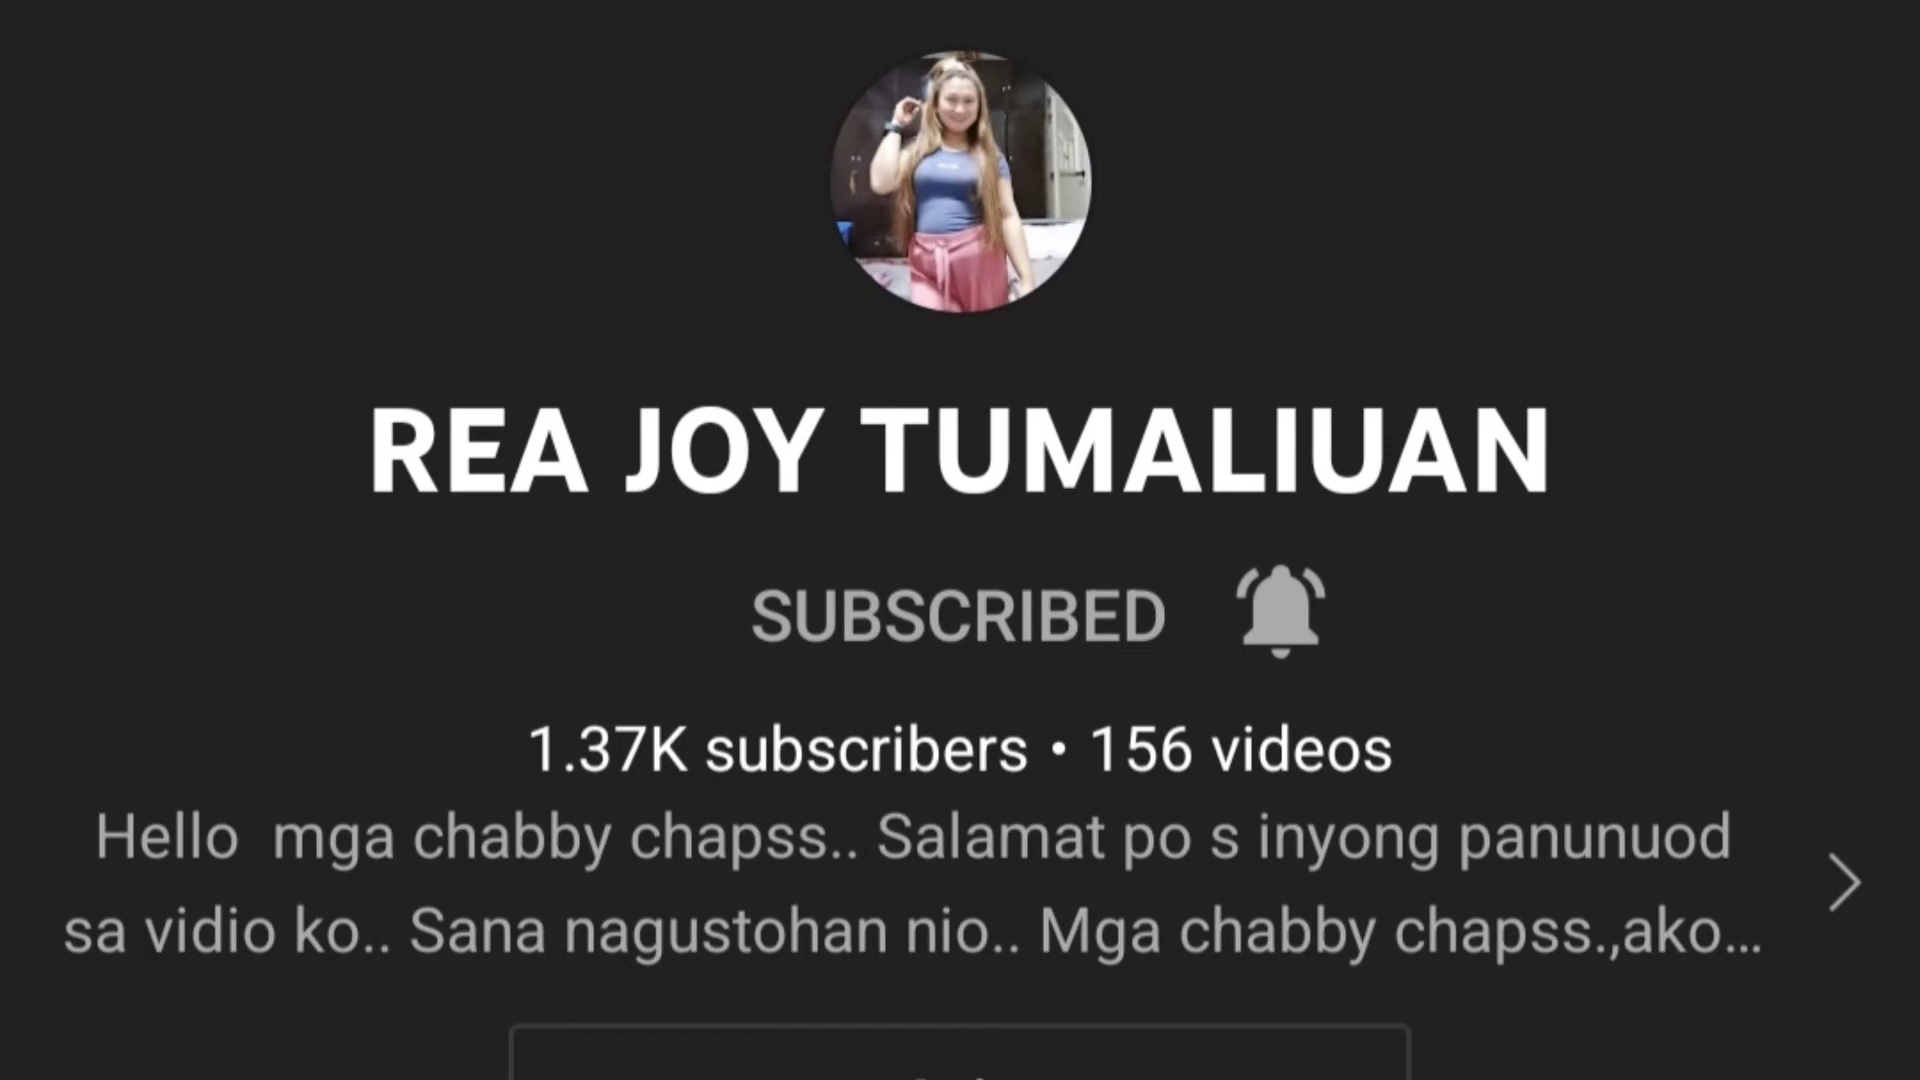 REA JOY TUMALIUAN
SUBSCRIBED
1.37K subscribers • 156 videos
Hello mga chabby chapss.. Salamat po s inyong panunuod
sa vidio ko.. Sana nagustohan nio.. Mga chabby chapss.,ako...